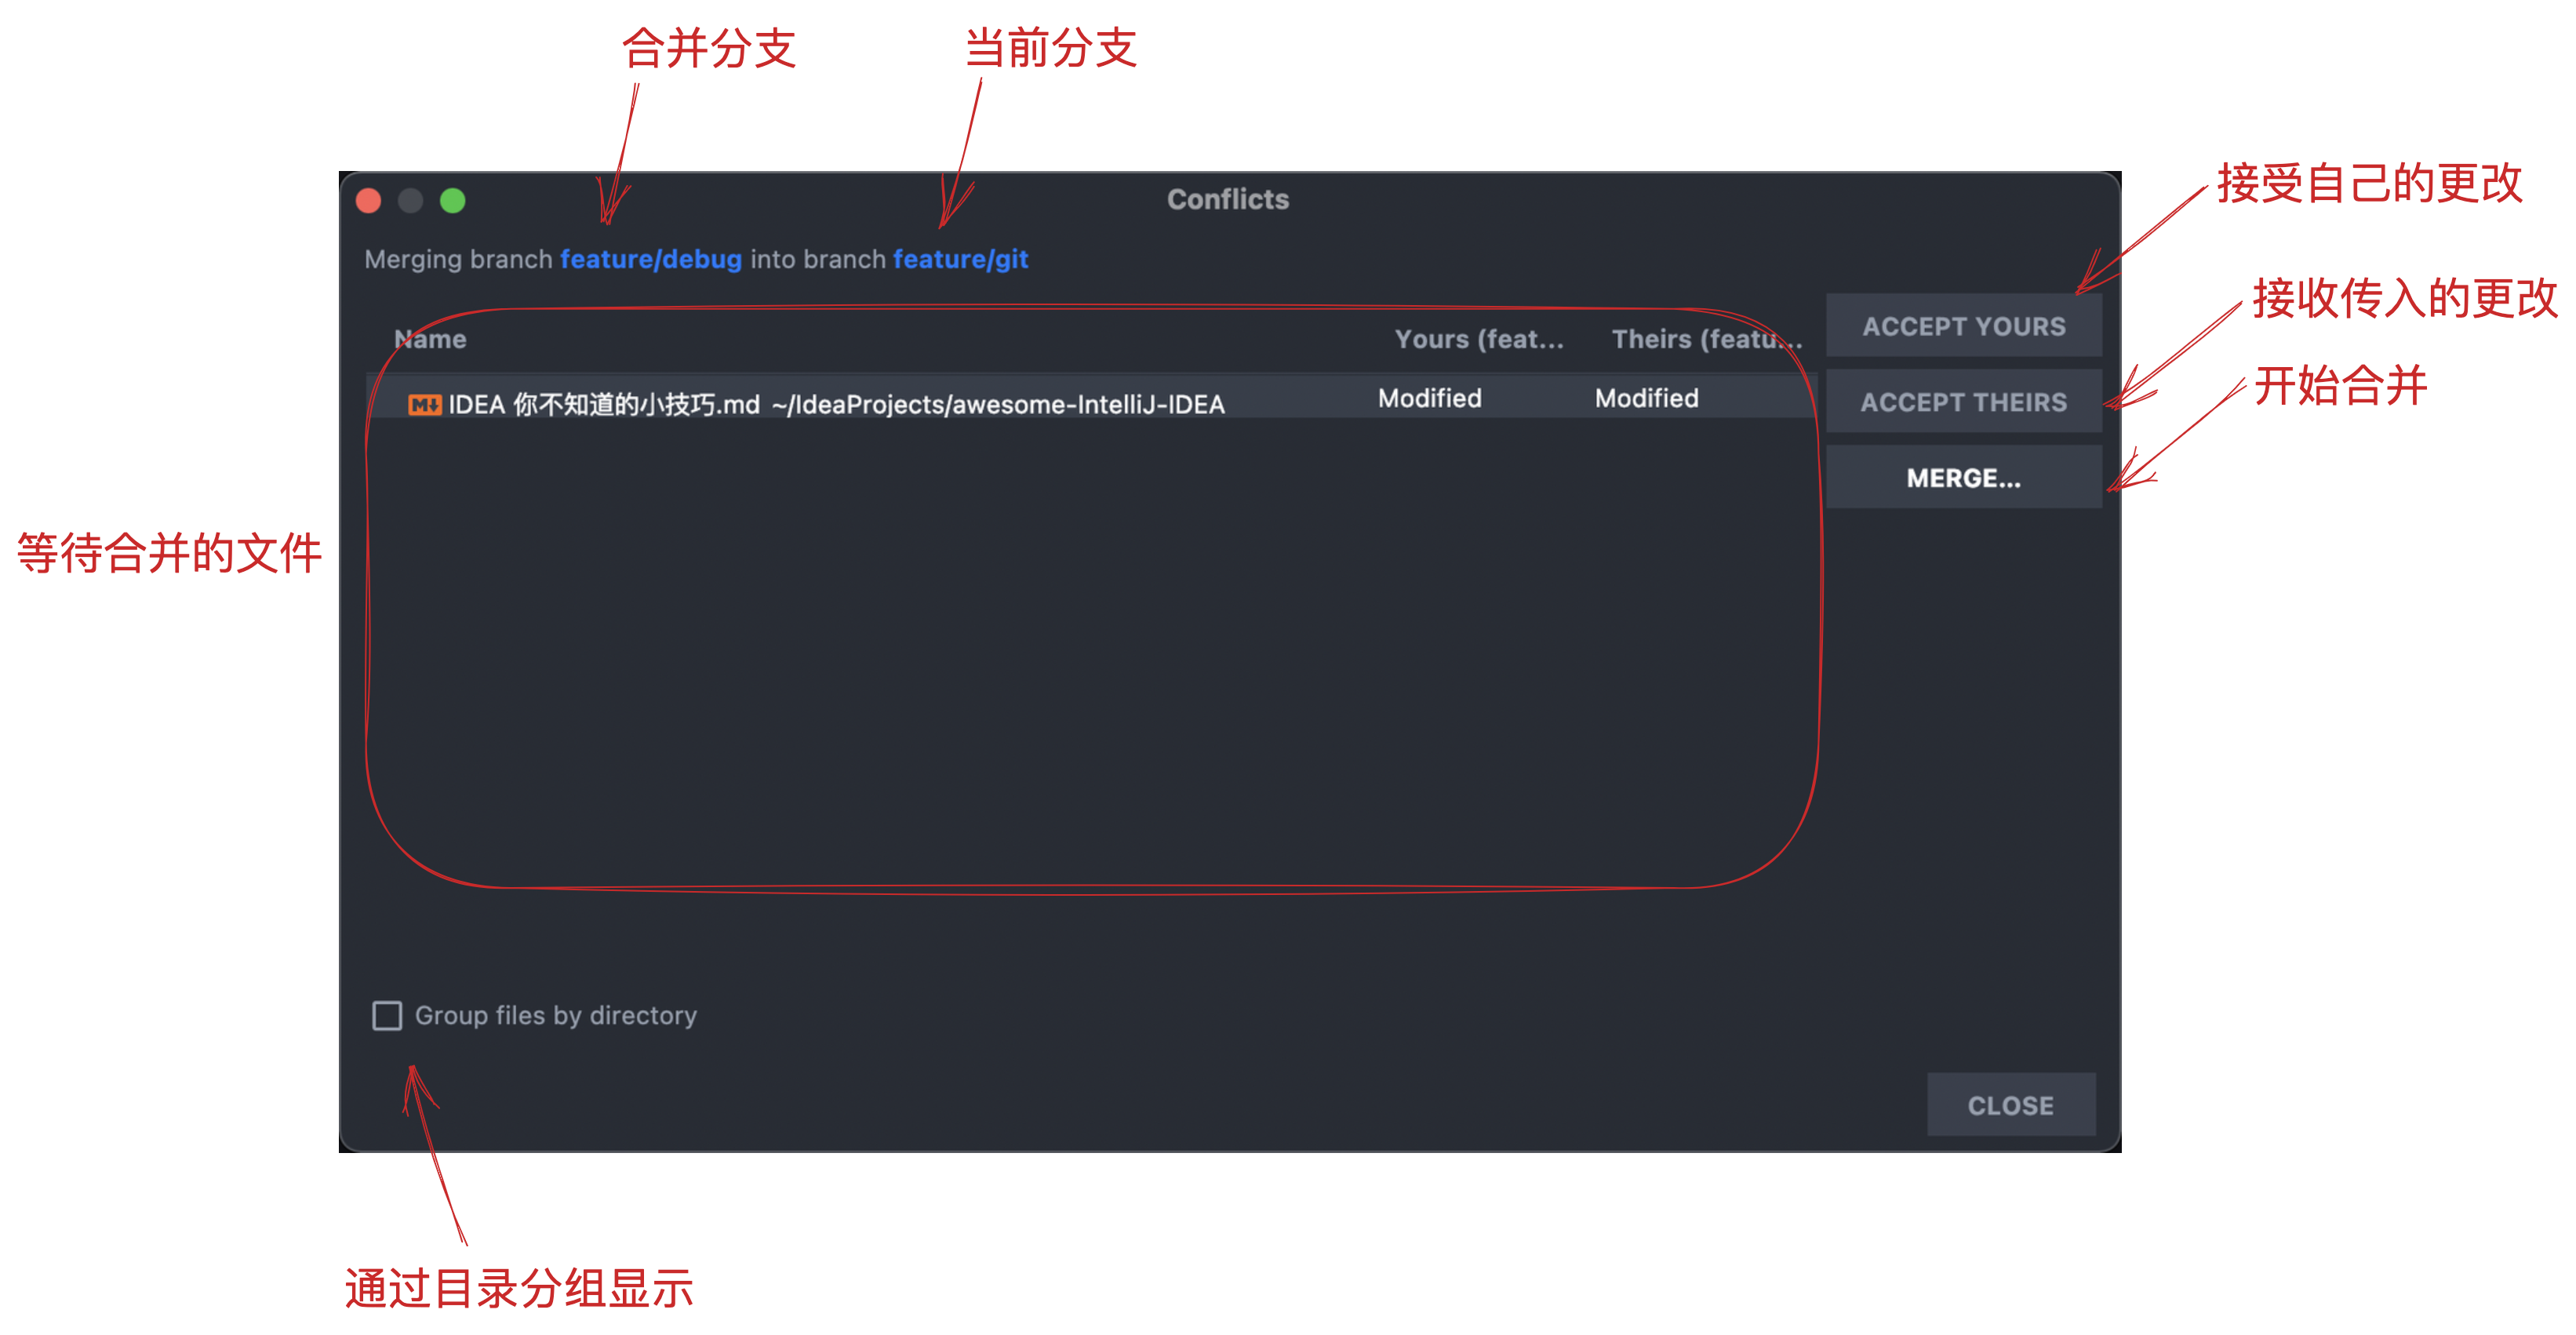 合并分支
当前分支
Conflicts
接受自己的更改
Merging branch feature/debug into branch feature/git
接收传入的更改
Name Yours (feat... Theirs (featu...
ACCEPT YOURS
M↓ IDEA 你不知道的小技巧.md ~/IdeaProjects/awesome-IntelliJ-IDEA Modified Modified
ACCEPT THEIRS
开始合并
MERGE...
等待合并的文件
Group files by directory
CLOSE
通过目录分组显示